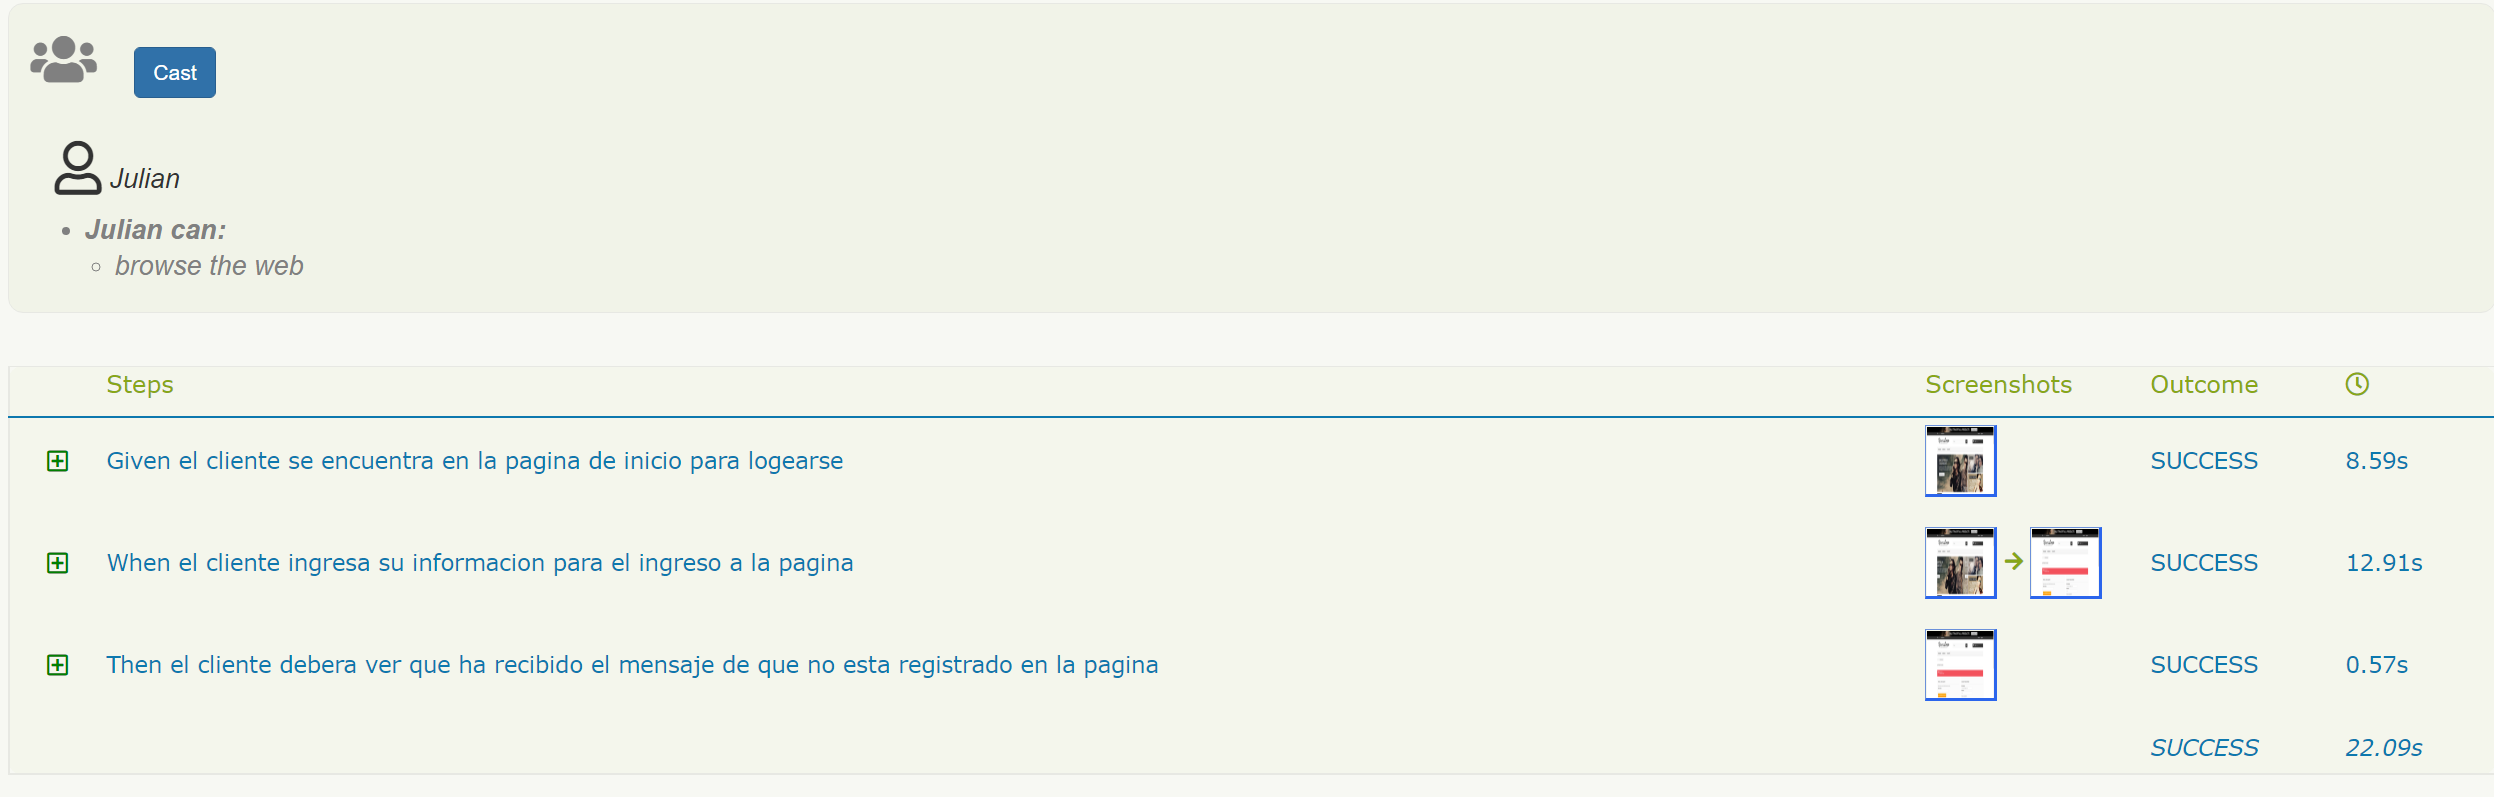 Cast
Julian
Julian can:
browse the web
Steps Screenshots Outcome
Given el cliente se encuentra en la pagina de inicio para logearse SUCCESS 8.59s
When el cliente ingresa su informacion para el ingreso a la pagina SUCCESS 12.91s
Then el cliente debera ver que ha recibido el mensaje de que no esta registrado en la pagina SUCCESS 0.57s
SUCCESS 22.09s